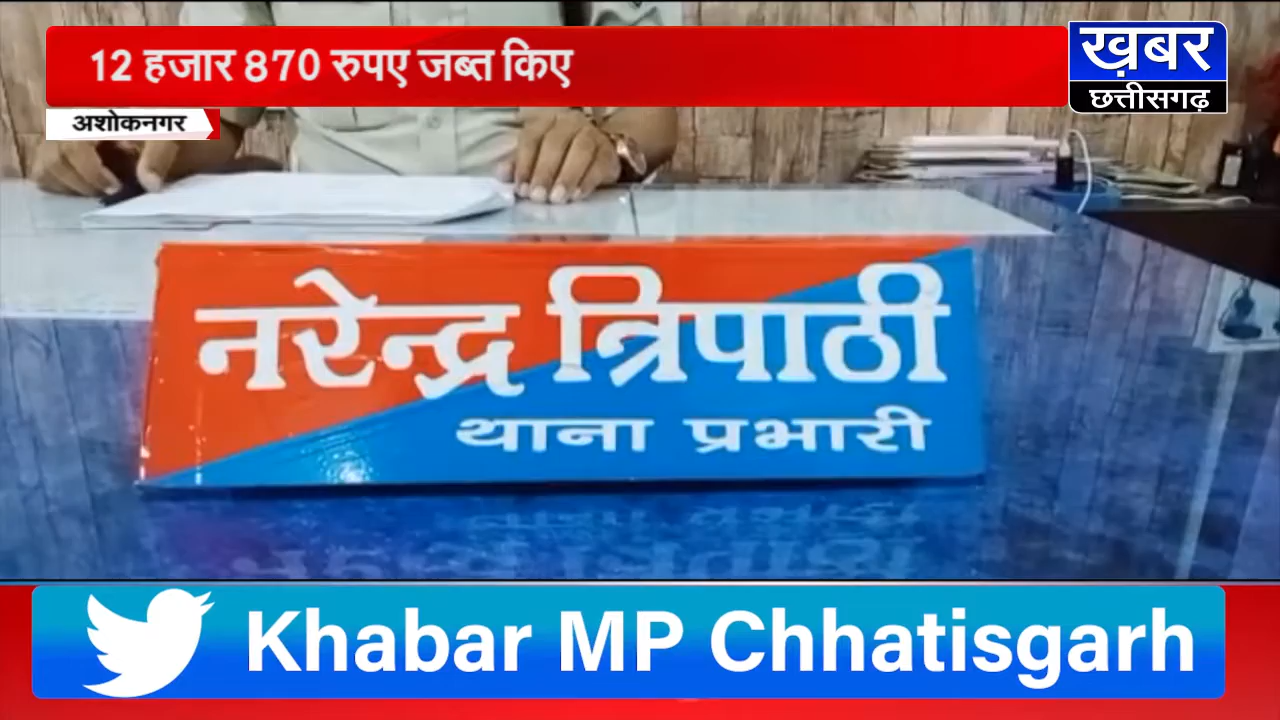 12 हजार 870 रुपए जब्त किए
ख़बर
छत्तीसगढ़
अशोकनगर
नरेन्द्र त्रिपाठी
थाना प्रभारी
Khabar MP Chhatisgarh